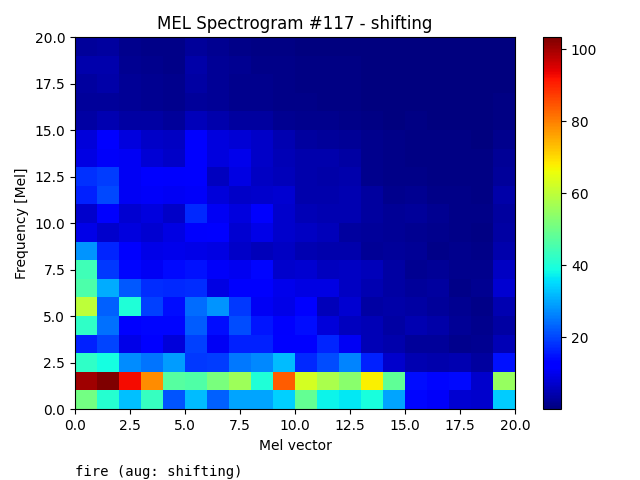 MEL Spectrogram #117 - shifting
20.0
17.5
15.0
12.5
10.0
7.5
5.0
2.5
0.0
Frequency [Mel]
0.0 2.5 5.0 7.5 10.0 12.5 15.0 17.5 20.0
Mel vector
100
80
60
40
20
fire (aug: shifting)